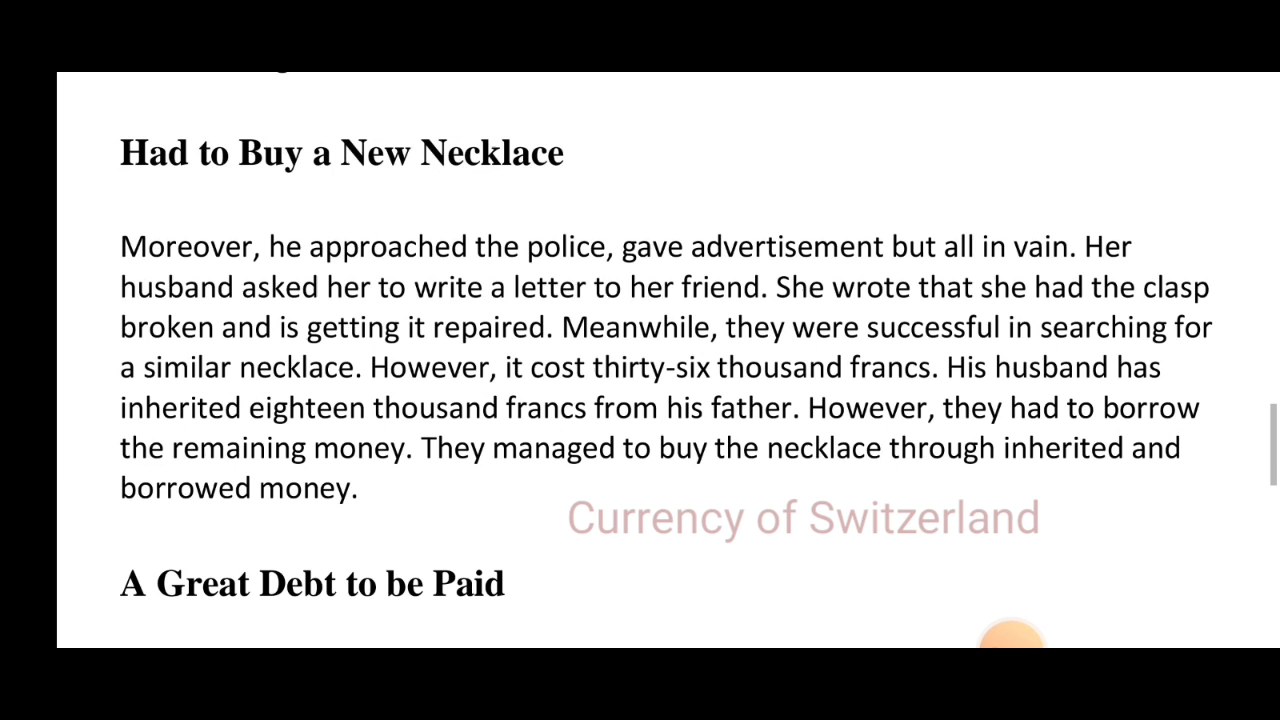 Had to Buy a New Necklace
Moreover, he approached the police, gave advertisement but all in vain. Her
husband asked her to write a letter to her friend. She wrote that she had the clasp
broken and is getting it repaired. Meanwhile, they were successful in searching for
a similar necklace. However, it cost thirty-six thousand francs. His husband has
inherited eighteen thousand francs from his father. However, they had to borrow
the remaining money. They managed to buy the necklace through inherited and
borrowed money.
Currency of Switzerland
A Great Debt to be Paid